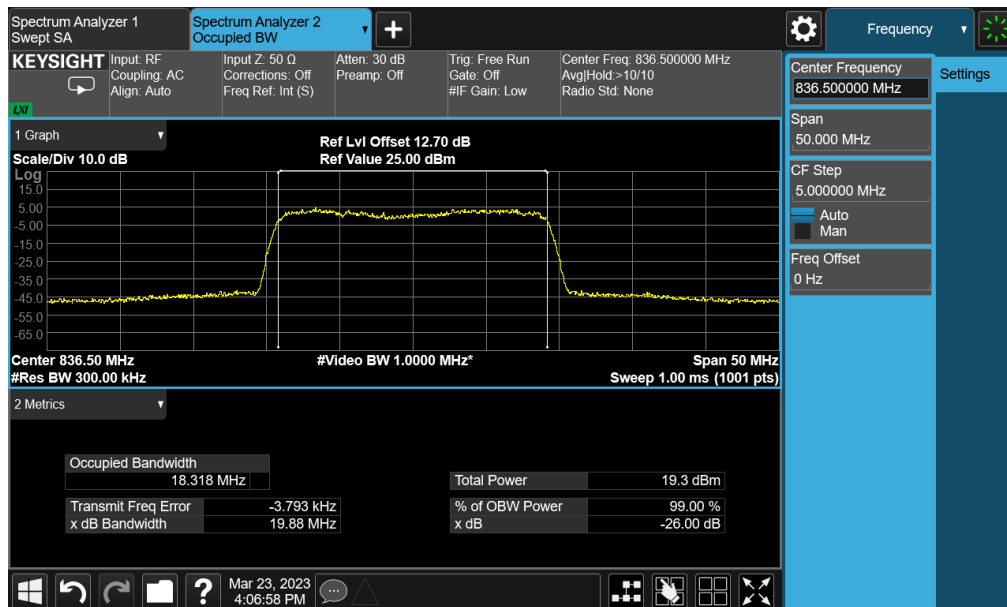 Spectrum Analyzer 1
Swept SA
Spectrum Analyzer 2
Occupied BW
Frequency
KEYSIGHT
LXI
Input: RF
Coupling: AC
Align: Auto
Input Z: 50 Ω
Corrections: Off
Freq Ref: Int (S)
Atten: 30 dB
Preamp: Off
Trig: Free Run
Gate: Off
#IF Gain: Low
Center Freq: 836.500000 MHz
Avg|Hold:>10/10
Radio Std: None
Center Frequency
836.500000 MHz
Settings
Span
50.000 MHz
CF Step
5.000000 MHz
Auto
Man
Freq Offset
0 Hz
1 Graph
Scale/Div 10.0 dB
Ref Lvl Offset 12.70 dB
Ref Value 25.00 dBm
Log
15.0
5.00
-5.00
-15.0
-25.0
-35.0
-45.0
-55.0
-65.0
Center 836.50 MHz
#Video BW 1.0000 MHz*
Span 50 MHz
#Res BW 300.00 kHz
Sweep 1.00 ms (1001 pts)
2 Metrics
Occupied Bandwidth
18.318 MHz
Total Power 19.3 dBm
Transmit Freq Error -3.793 kHz
% of OBW Power 99.00 %
x dB Bandwidth 19.88 MHz
x dB -26.00 dB
?
Mar 23, 2023
4:06:58 PM